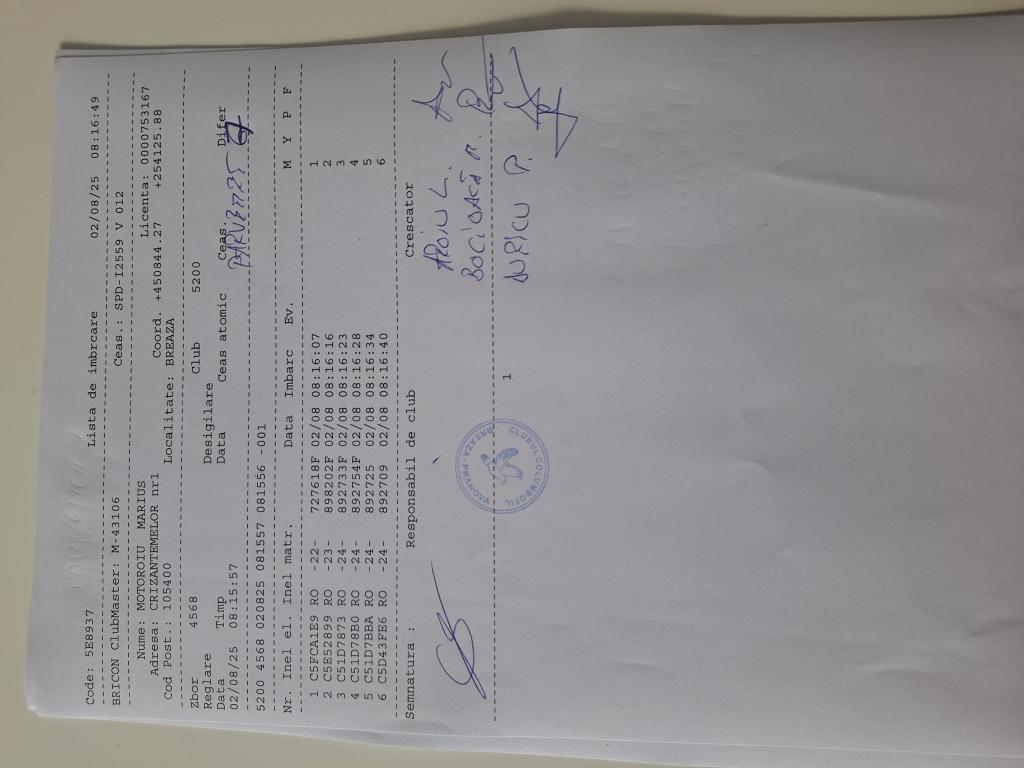 Code: 5E8937 Lista de imbrcare 02/08/25 08:16:49
BRICON ClubMaster: M-43106 Ceas.: SPD-I2559 V 012
Nume: MOTOROIU MARIUS Licenta: 0000753167
Adresa: CRIZANTEMELOR nr1 Coord. +450844.27 +254125.88
Cod Post.: 105400 Localitate: BREAZA
Zbor 4568 Club 5200
Reglare Desigilare
Data Timp Data Ceas atomic Ceas Difer
02/08/25 08:15:57
5200 4568 020825 081557 081556 -001
Nr. Inel el. Inel matr. Data Imbarc Ev. M Y P F
1 C5FCA1E9 RO -22- 727618F 02/08 08:16:07 1
2 C5E52899 RO -23- 898202F 02/08 08:16:16 2
3 C51D7873 RO -24- 892733F 02/08 08:16:23 3
4 C51D78B0 RO -24- 892754F 02/08 08:16:28 4
5 C51D7BBA RO -24- 892725 02/08 08:16:34 5
6 C5D43FE6 RO -24- 892709 02/08 08:16:40 6
Semnatura : Responsabil de club Crescator
BREAZA-PRAHOVA
CLUBUL COLUMBOFIL
1